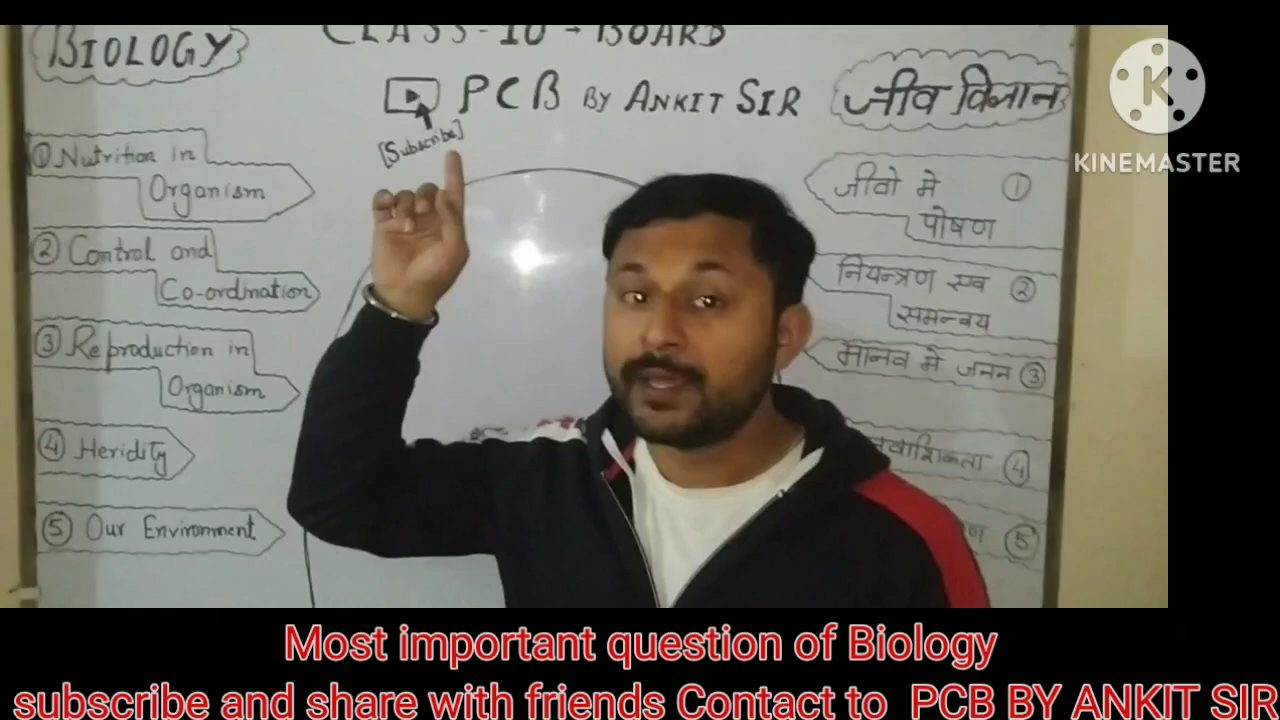 BIOLOGY
CLASS-10 → BOARD
PCB BY ANKIT SIR
[Subscribe]
जीव विज्ञान
K
KINEMASTER
① Nutrition in
Organism
② Control and
Co-ordination
③ Reproduction in
Organism
④ Heridity
⑤ Our Environment
जीवो मे ①
पोषण
नियन्त्रण एवं ②
समन्वय
मानव मे जनन ③
④
⑤
Most important question of Biology
subscribe and share with friends Contact to PCB BY ANKIT SIR